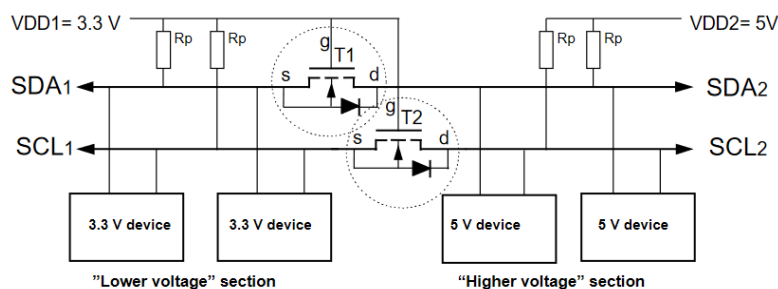 VDD1= 3.3 V
VDD2= 5V
Rp
Rp
Rp
Rp
g
T1
SDA1
s
d
SDA2
g
T2
SCL1
s
d
SCL2
3.3 V device
3.3 V device
5 V device
5 V device
”Lower voltage” section
“Higher voltage” section